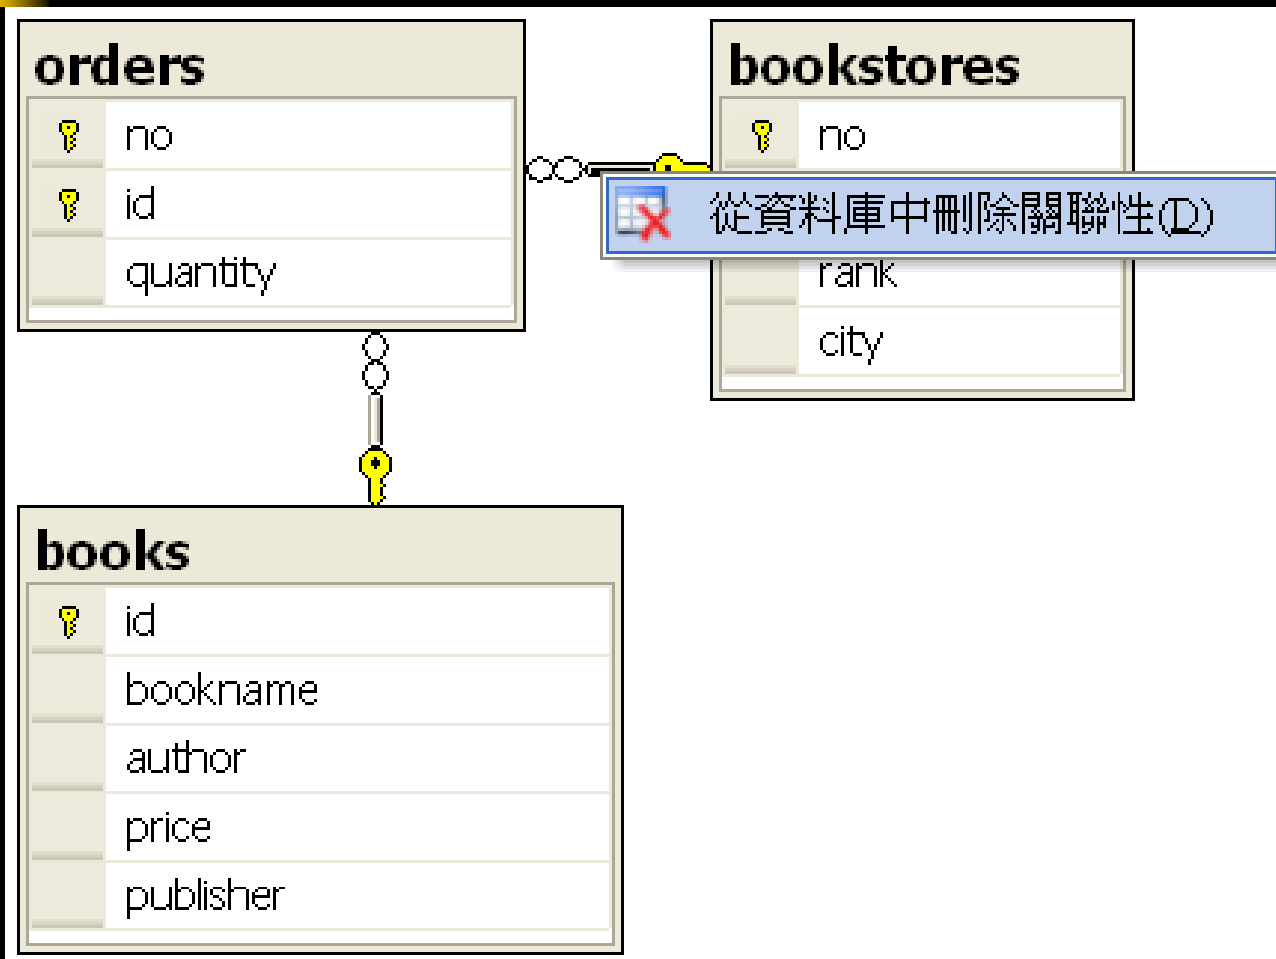 orders
no
id
quantity
bookstores
no
從資料庫中刪除關聯性(D)
rank
city
books
id
bookname
author
price
publisher